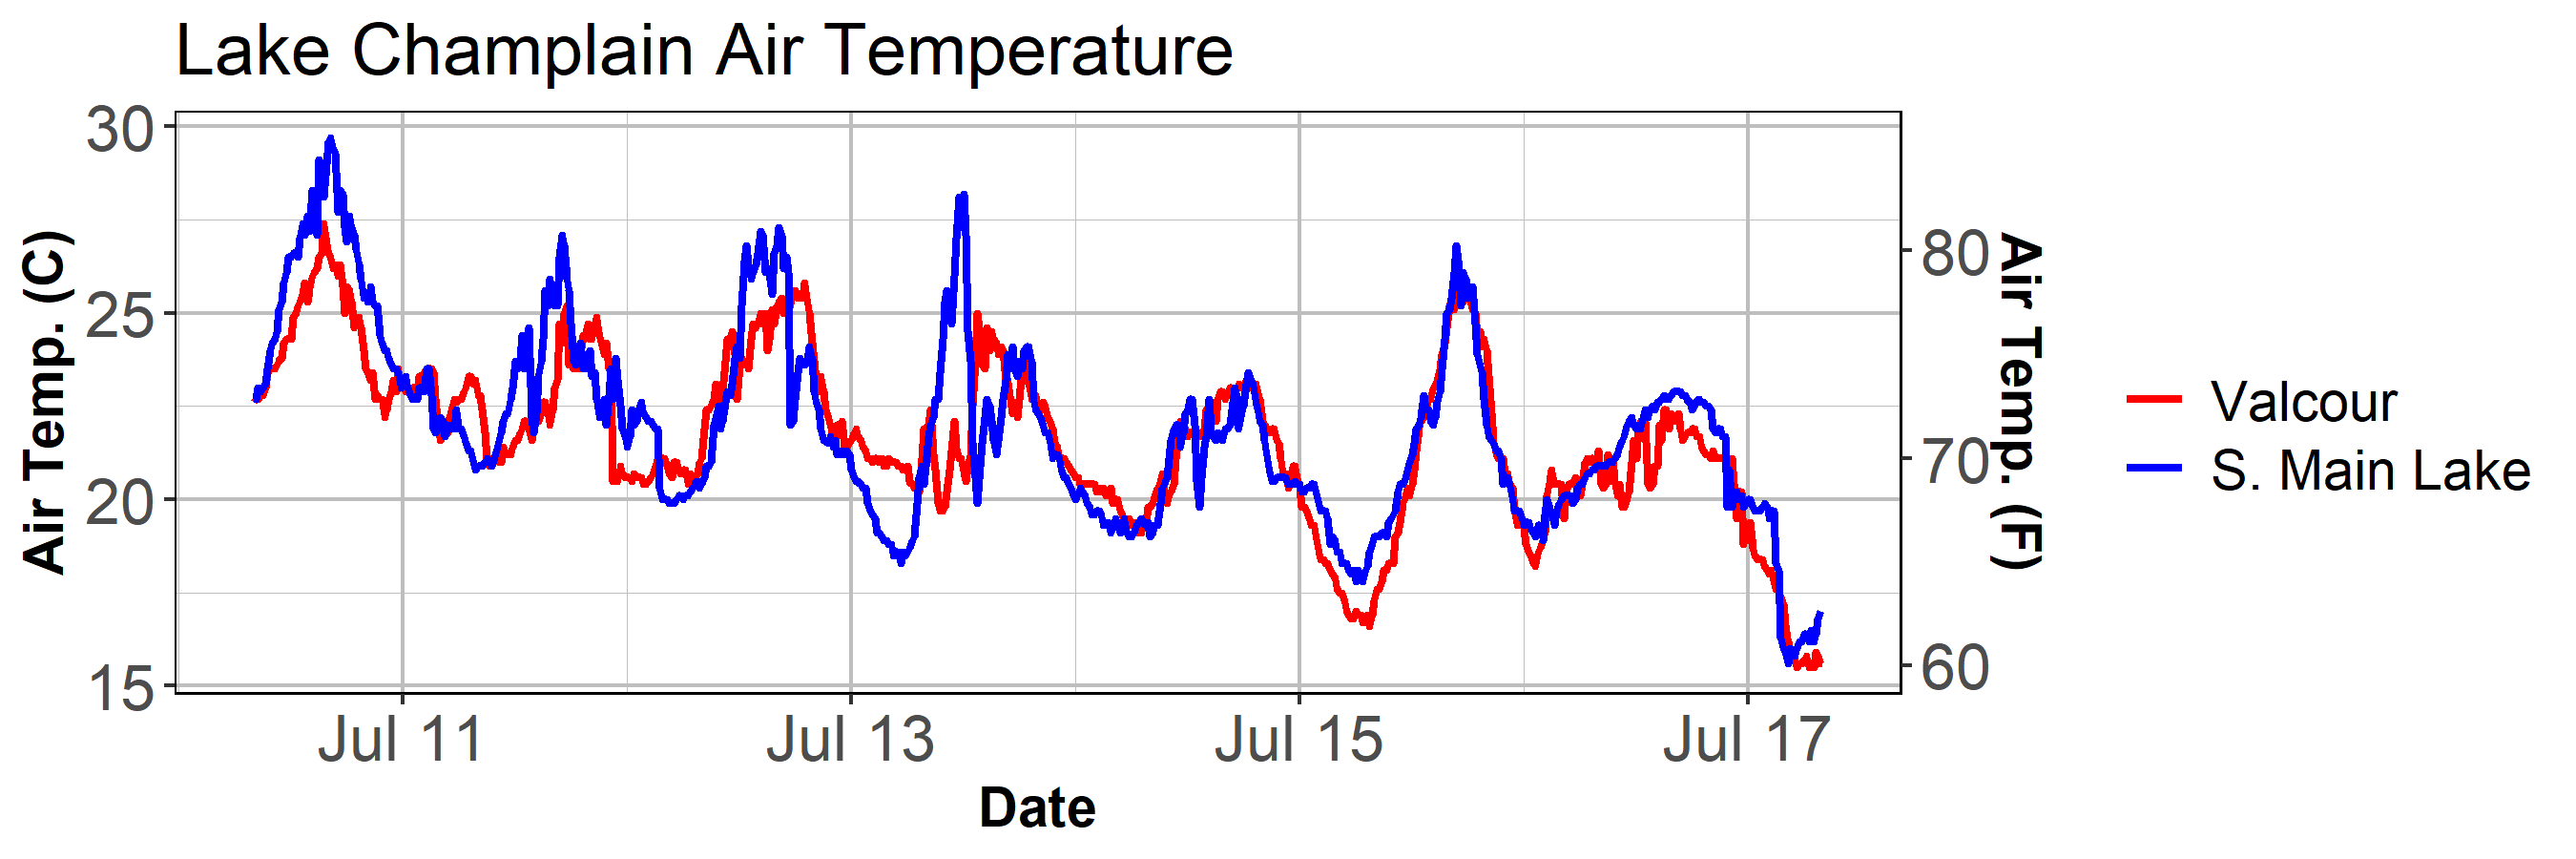 Lake Champlain Air Temperature
Air Temp. (C)
30
25
20
15
Jul 11
Jul 13
Jul 15
Jul 17
Date
80
70
60
Air Temp. (F)
Valcour
S. Main Lake